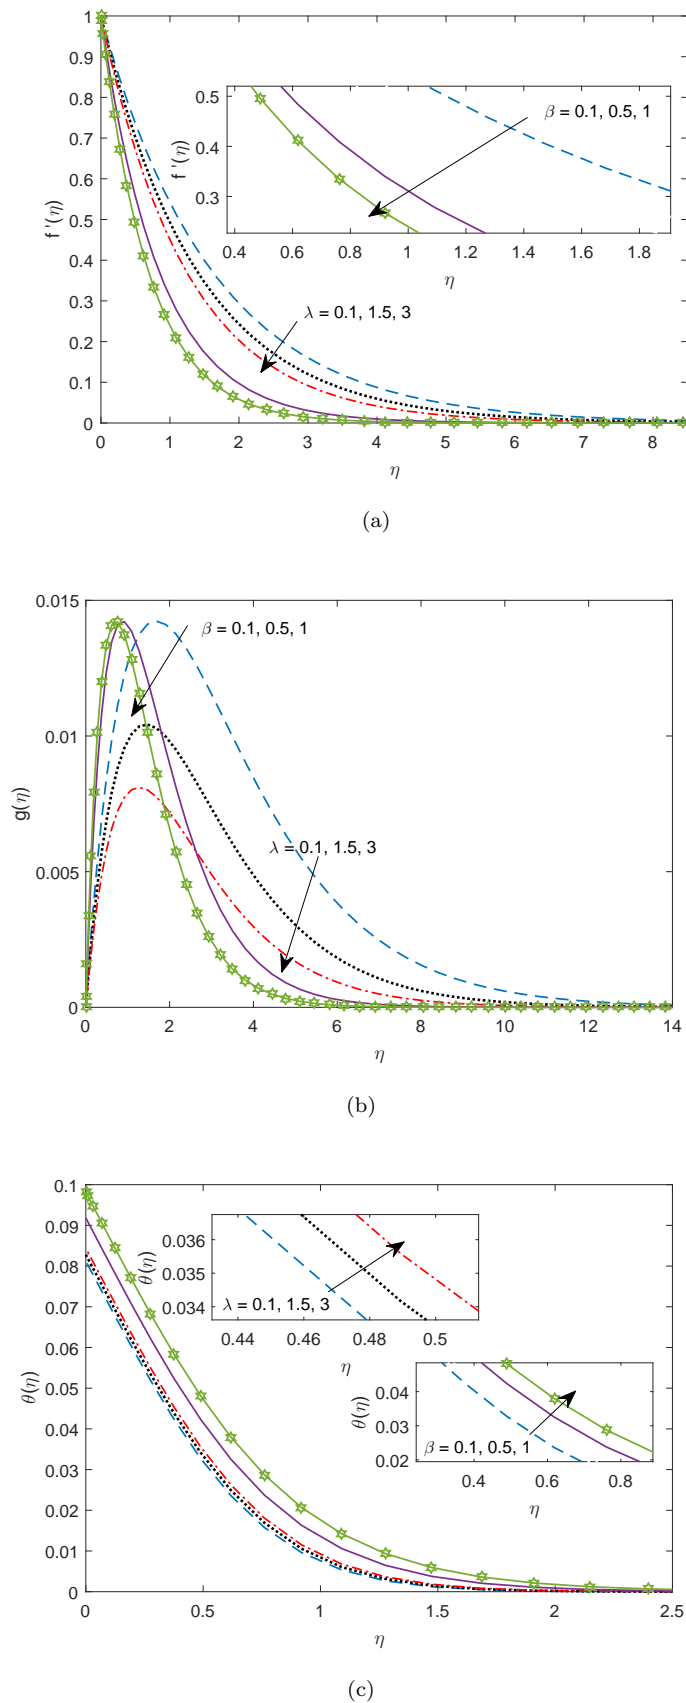 1
0.9
0.8
0.7
0.6
0.5
0.4
0.3
0.2
0.1
0
f '(η)
0.5
0.4
0.3
f '(η)
β = 0.1, 0.5, 1
0.4 0.6 0.8 1 1.2 1.4 1.6 1.8
η
λ = 0.1, 1.5, 3
0 1 2 3 4 5 6 7 8
η
(a)
0.015
0.01
0.005
0
g(η)
β = 0.1, 0.5, 1
λ = 0.1, 1.5, 3
0 2 4 6 8 10 12 14
η
(b)
0.1
0.09
0.08
0.07
0.06
0.05
0.04
0.03
0.02
0.01
0
θ(η)
0.036
0.035
0.034
θ(η)
λ = 0.1, 1.5, 3
0.44 0.46 0.48 0.5
η
0.04
0.03
0.02
θ(η)
β = 0.1, 0.5, 1
0.4 0.6 0.8
η
0 0.5 1 1.5 2 2.5
η
(c)